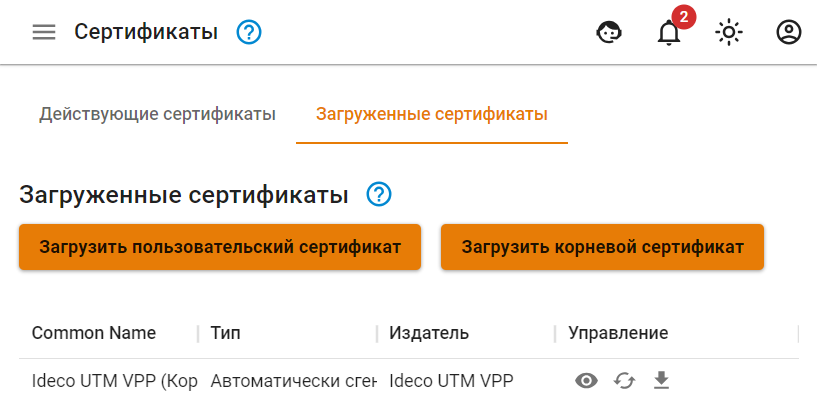 Сертификаты
2
Действующие сертификаты Загруженные сертификаты
Загруженные сертификаты
Загрузить пользовательский сертификат Загрузить корневой сертификат
Common Name Тип Издатель Управление
Ideco UTM VPP (Кор Автоматически сген Ideco UTM VPP